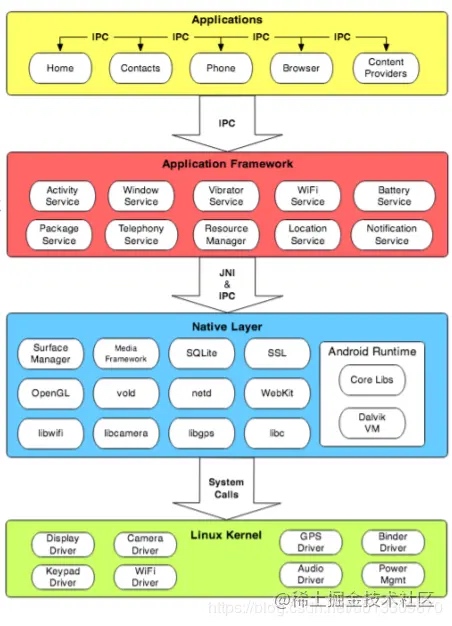 Applications
IPC IPC IPC IPC
Home Contacts Phone Browser Content Providers
IPC
Application Framework
Activity Service Window Service Vibrator Service WiFi Service Battery Service
Package Service Telephony Service Resource Manager Location Service Notification Service
JNI
&
IPC
Native Layer
Surface Manager Media Framework SQLite SSL Android Runtime
OpenGL vold netd WebKit Core Libs
libwifi libcamera libgps libc Dalvik VM
System
Calls
Linux Kernel
Display Driver Camera Driver GPS Driver Binder Driver
Keypad Driver WiFi Driver Audio Driver Power Mgmt
@稀土掘金技术社区